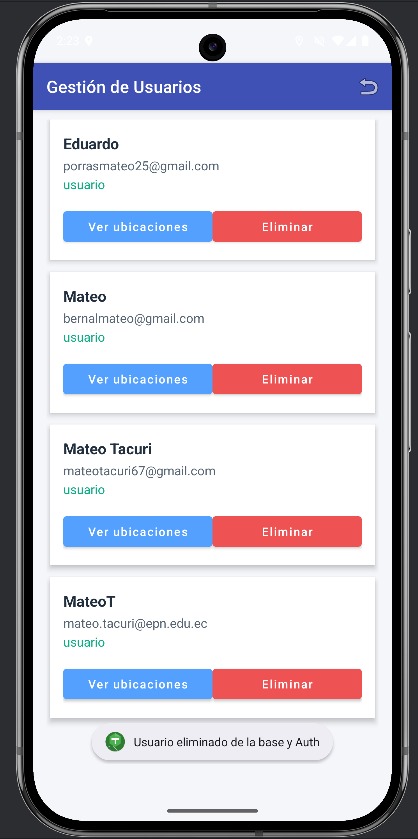 Gestión de Usuarios
Eduardo
porrasmateo25@gmail.com
usuario
Ver ubicaciones Eliminar
Mateo
bernalmateo@gmail.com
usuario
Ver ubicaciones Eliminar
Mateo Tacuri
mateotacuri67@gmail.com
usuario
Ver ubicaciones Eliminar
MateoT
mateo.tacuri@epn.edu.ec
usuario
Ver ubicaciones Eliminar
T Usuario eliminado de la base y Auth